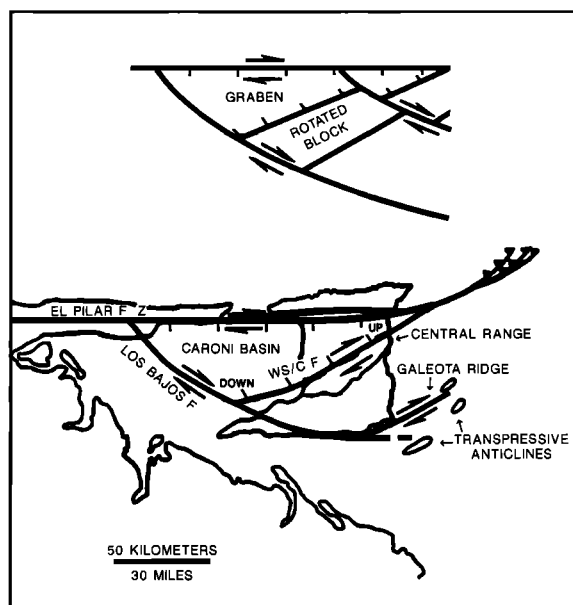 GRABEN
ROTATED
BLOCK
EL PILAR F Z
CARONI BASIN
UP
CENTRAL RANGE
LOS BAJOS F
DOWN
WS/C F
GALEOTA RIDGE
TRANSPRESSIVE
ANTICLINES
50 KILOMETERS
30 MILES